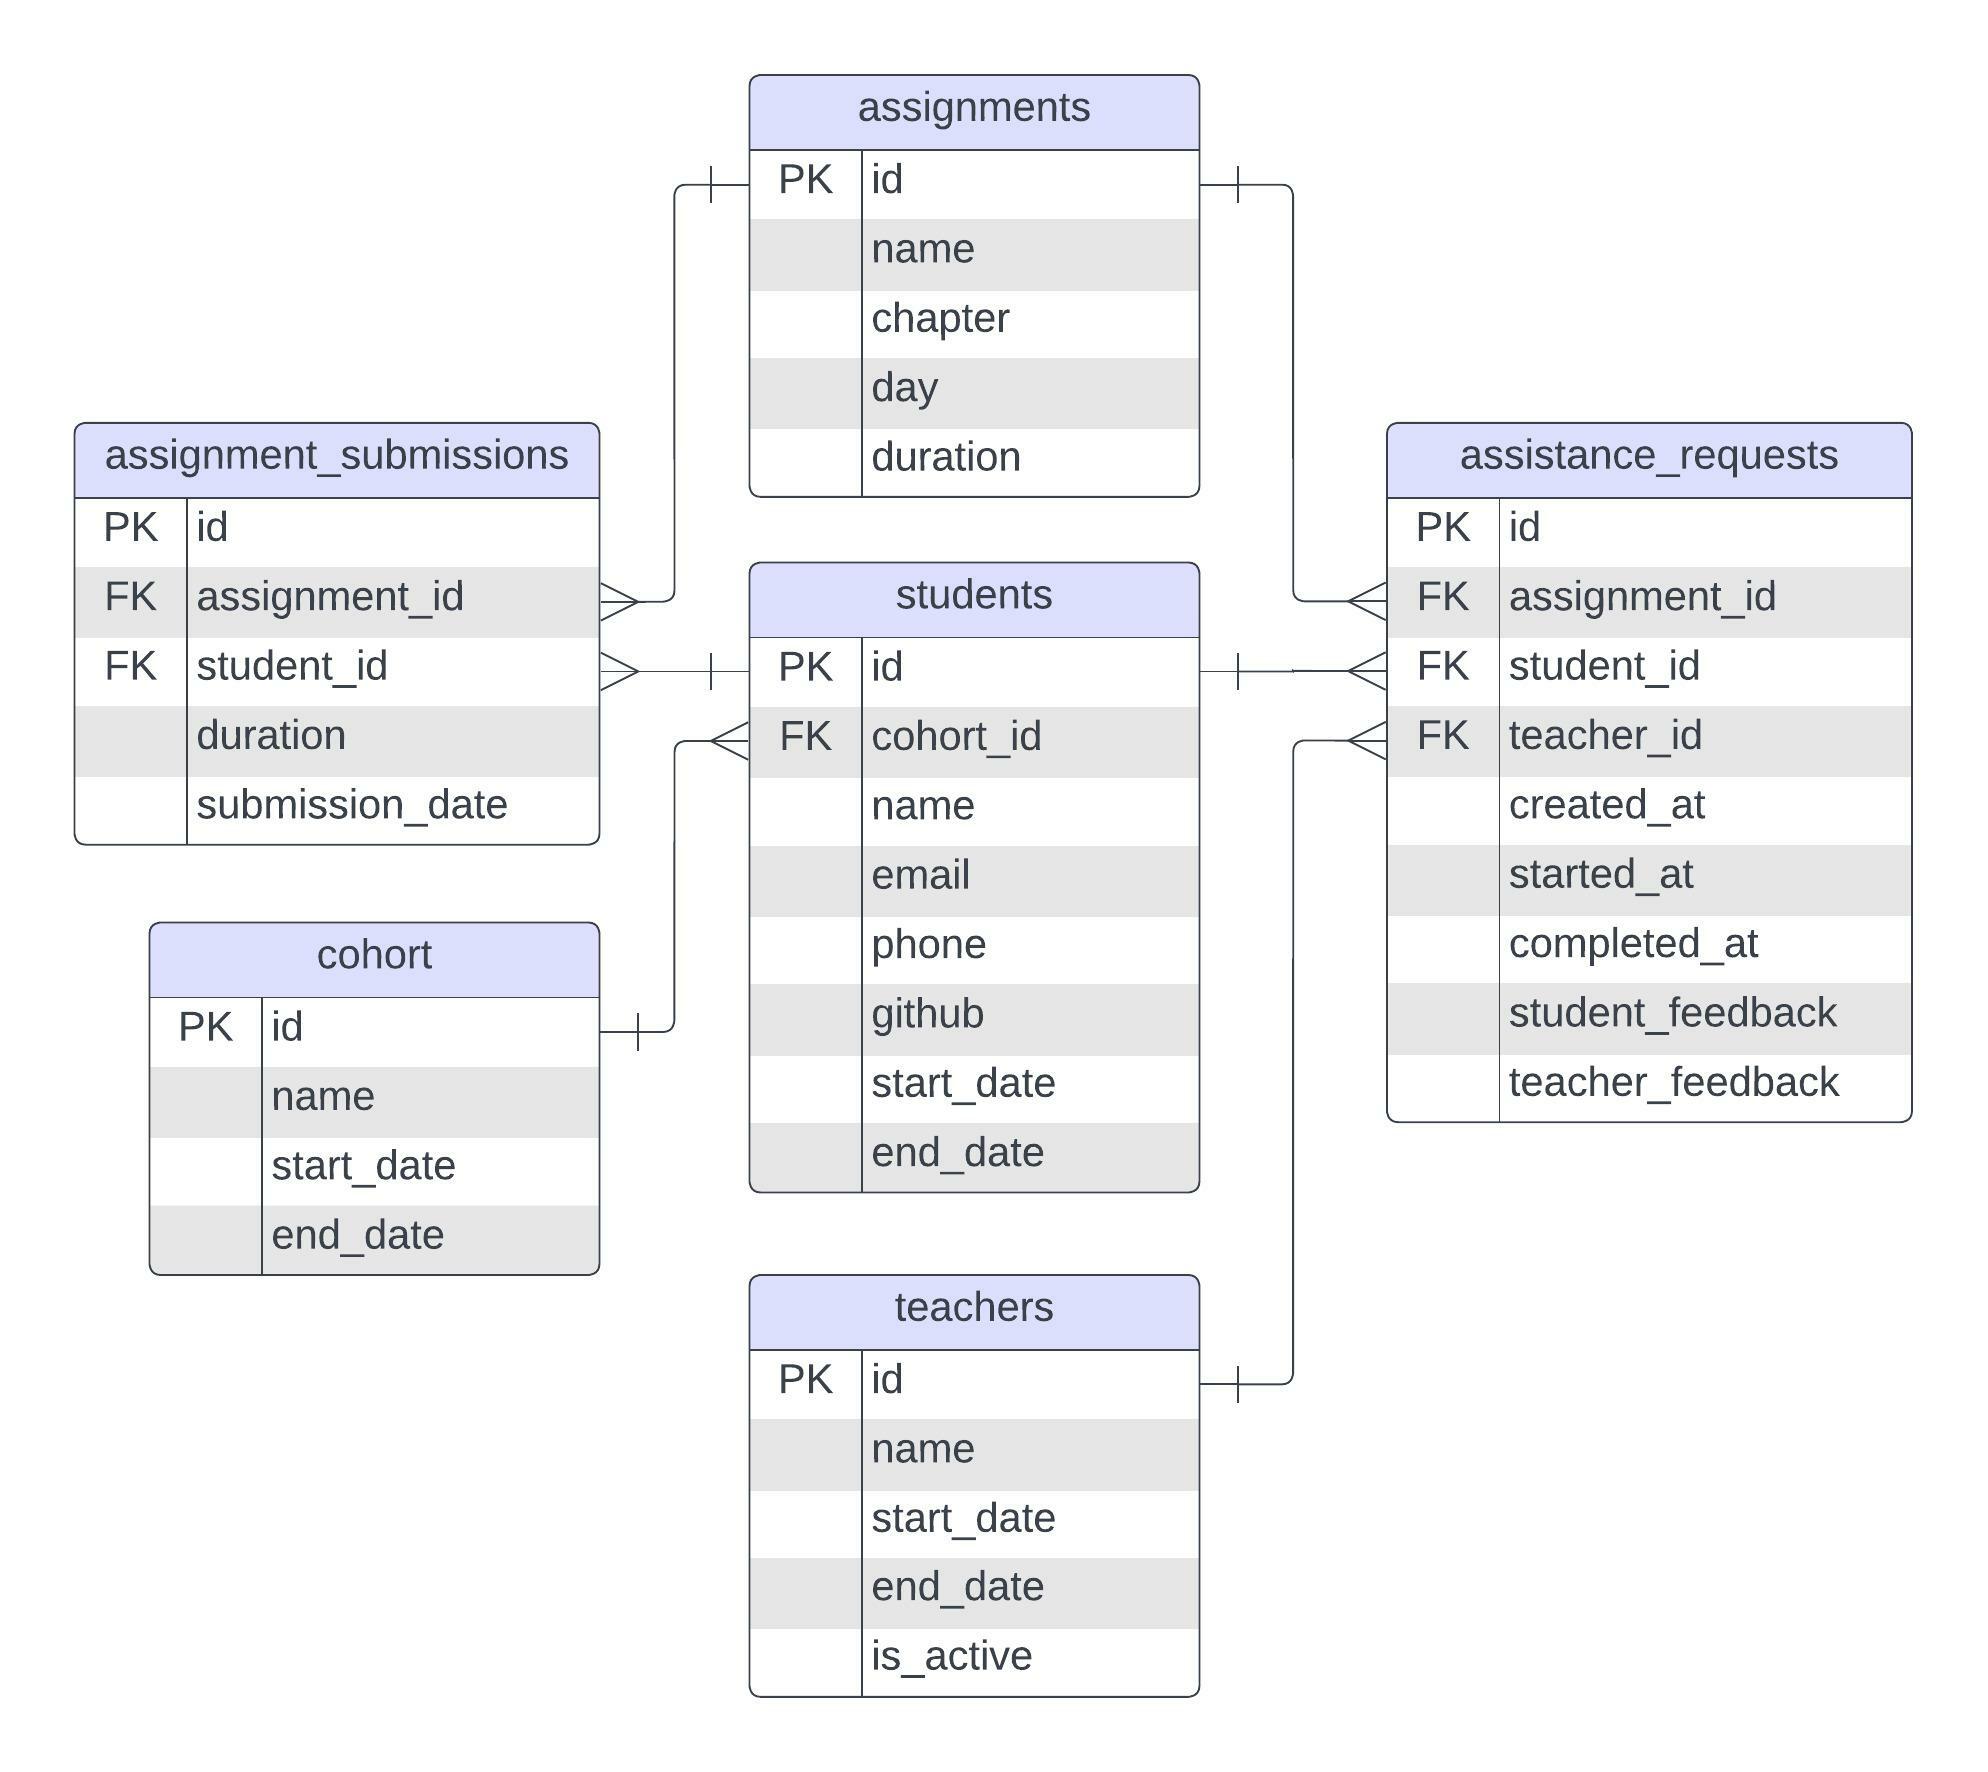 assignments
PK id
name
chapter
day
duration
assignment_submissions
PK id
FK assignment_id
FK student_id
duration
submission_date
students
PK id
FK cohort_id
name
email
phone
github
start_date
end_date
assistance_requests
PK id
FK assignment_id
FK student_id
FK teacher_id
created_at
started_at
completed_at
student_feedback
teacher_feedback
cohort
PK id
name
start_date
end_date
teachers
PK id
name
start_date
end_date
is_active